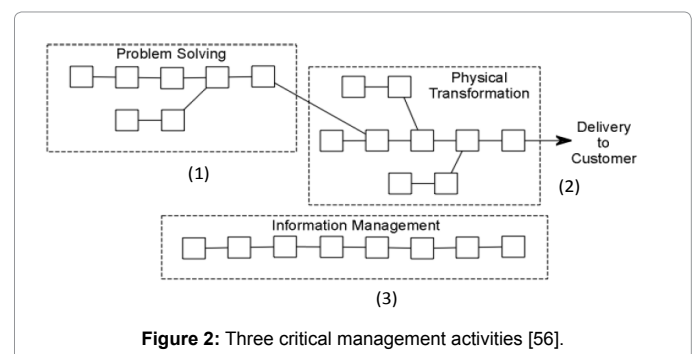 Problem Solving
Physical
Transformation
Delivery
to
Customer
(1)
(2)
Information Management
(3)
Figure 2: Three critical management activities [56].